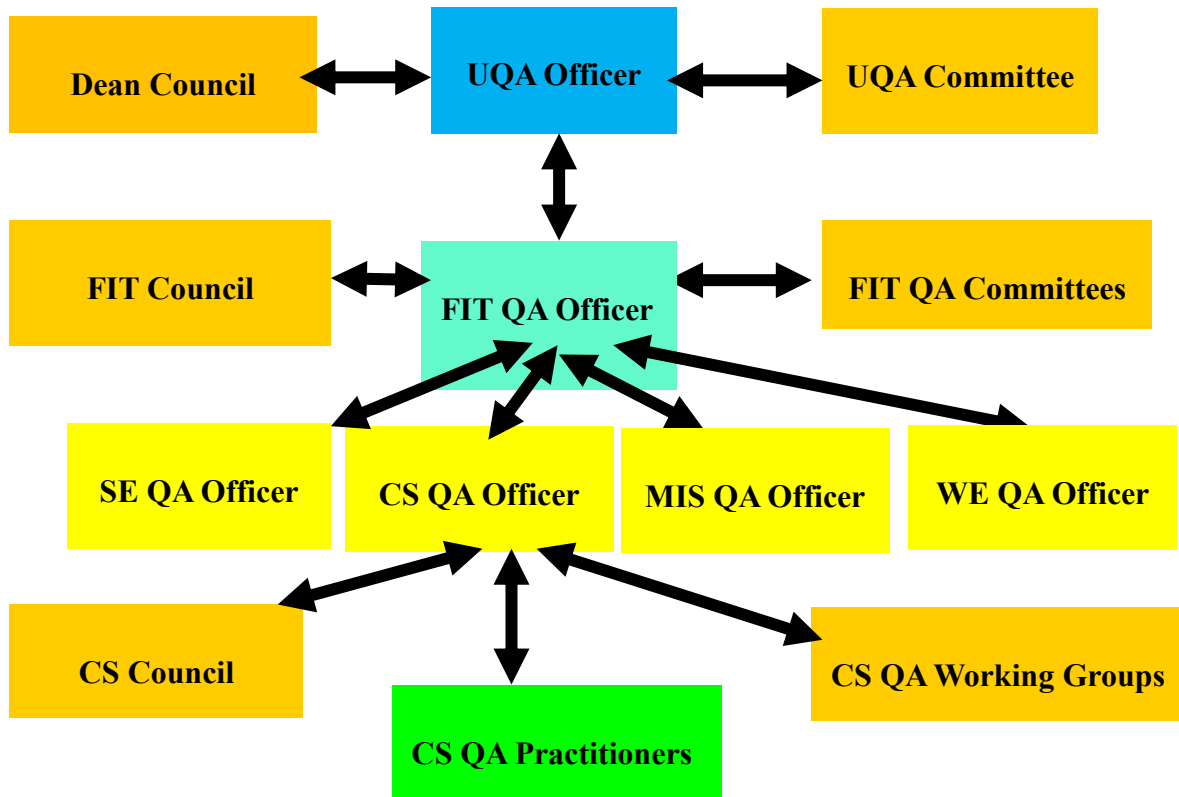 Dean Council
UQA Officer
UQA Committee
FIT Council
FIT QA Officer
FIT QA Committees
SE QA Officer
CS QA Officer
MIS QA Officer
WE QA Officer
CS Council
CS QA Working Groups
CS QA Practitioners